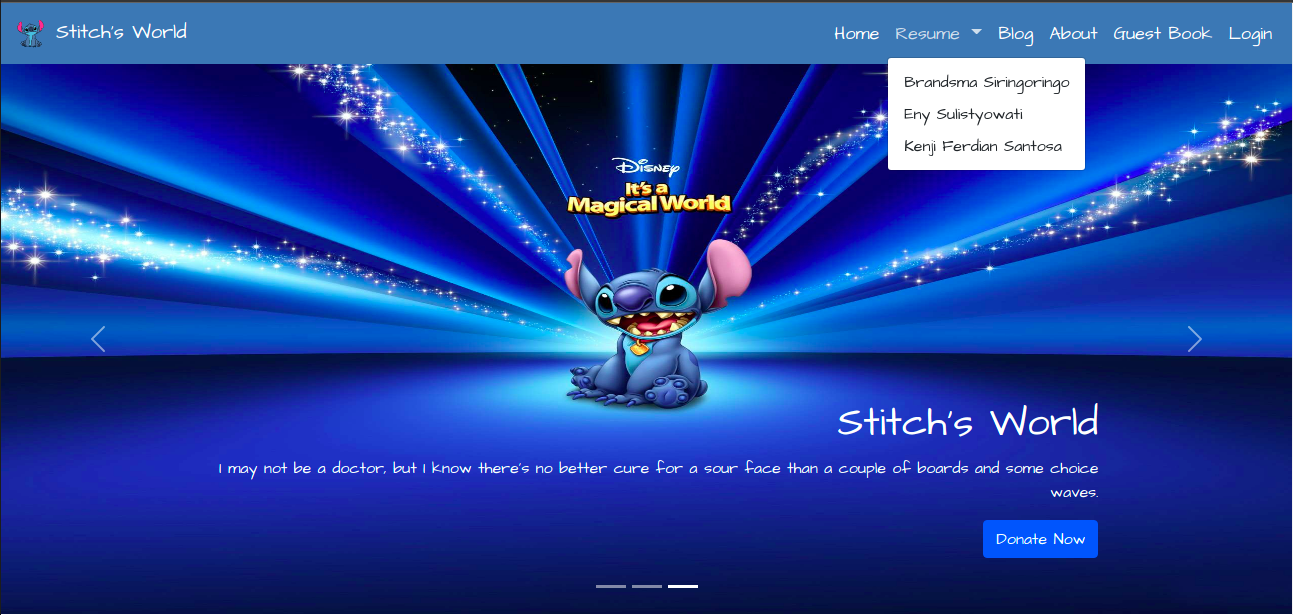 Stitch's World
Home Resume Blog About Guest Book Login
Brandsma Siringoringo
Eny Sulistyowati
Kenji Ferdian Santosa
Disney
It's a
Magical World
Stitch's World
I may not be a doctor, but I know there's no better cure for a sour face than a couple of boards and some choice
waves.
Donate Now